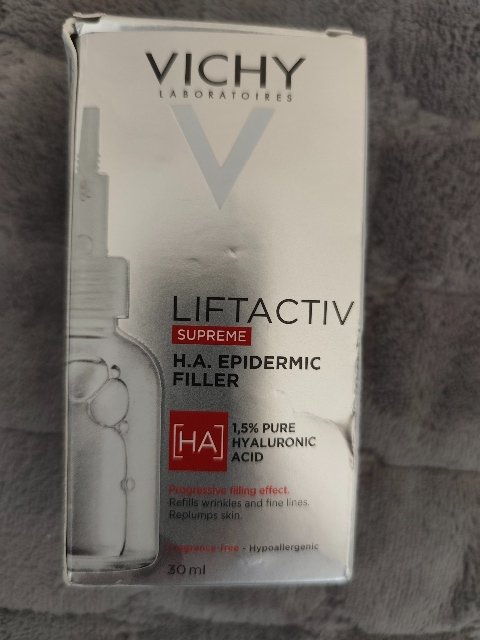 VICHY
LABORATOIRES
LIFTACTIV
SUPREME
H.A. EPIDERMIC
FILLER
[HA]
1,5% PURE
HYALURONIC
ACID
Progressive filling effect.
Refills wrinkles and fine lines.
Replumps skin.
Fragrance-free - Hypoallergenic
30 ml